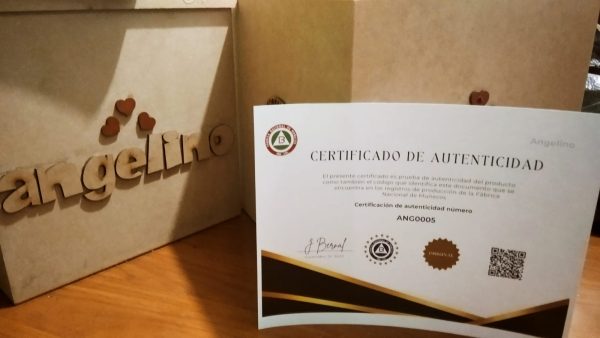 angelino
Angelino
CERTIFICADO DE AUTENTICIDAD
El presente certificado es prueba de autenticidad del producto
como también el código que identifica este documento que se
encuentra en los registros de producción de la Fábrica
Nacional de Muñecos
Certificación de autenticidad número
ANG0005
J. Bernal
ORIGINAL